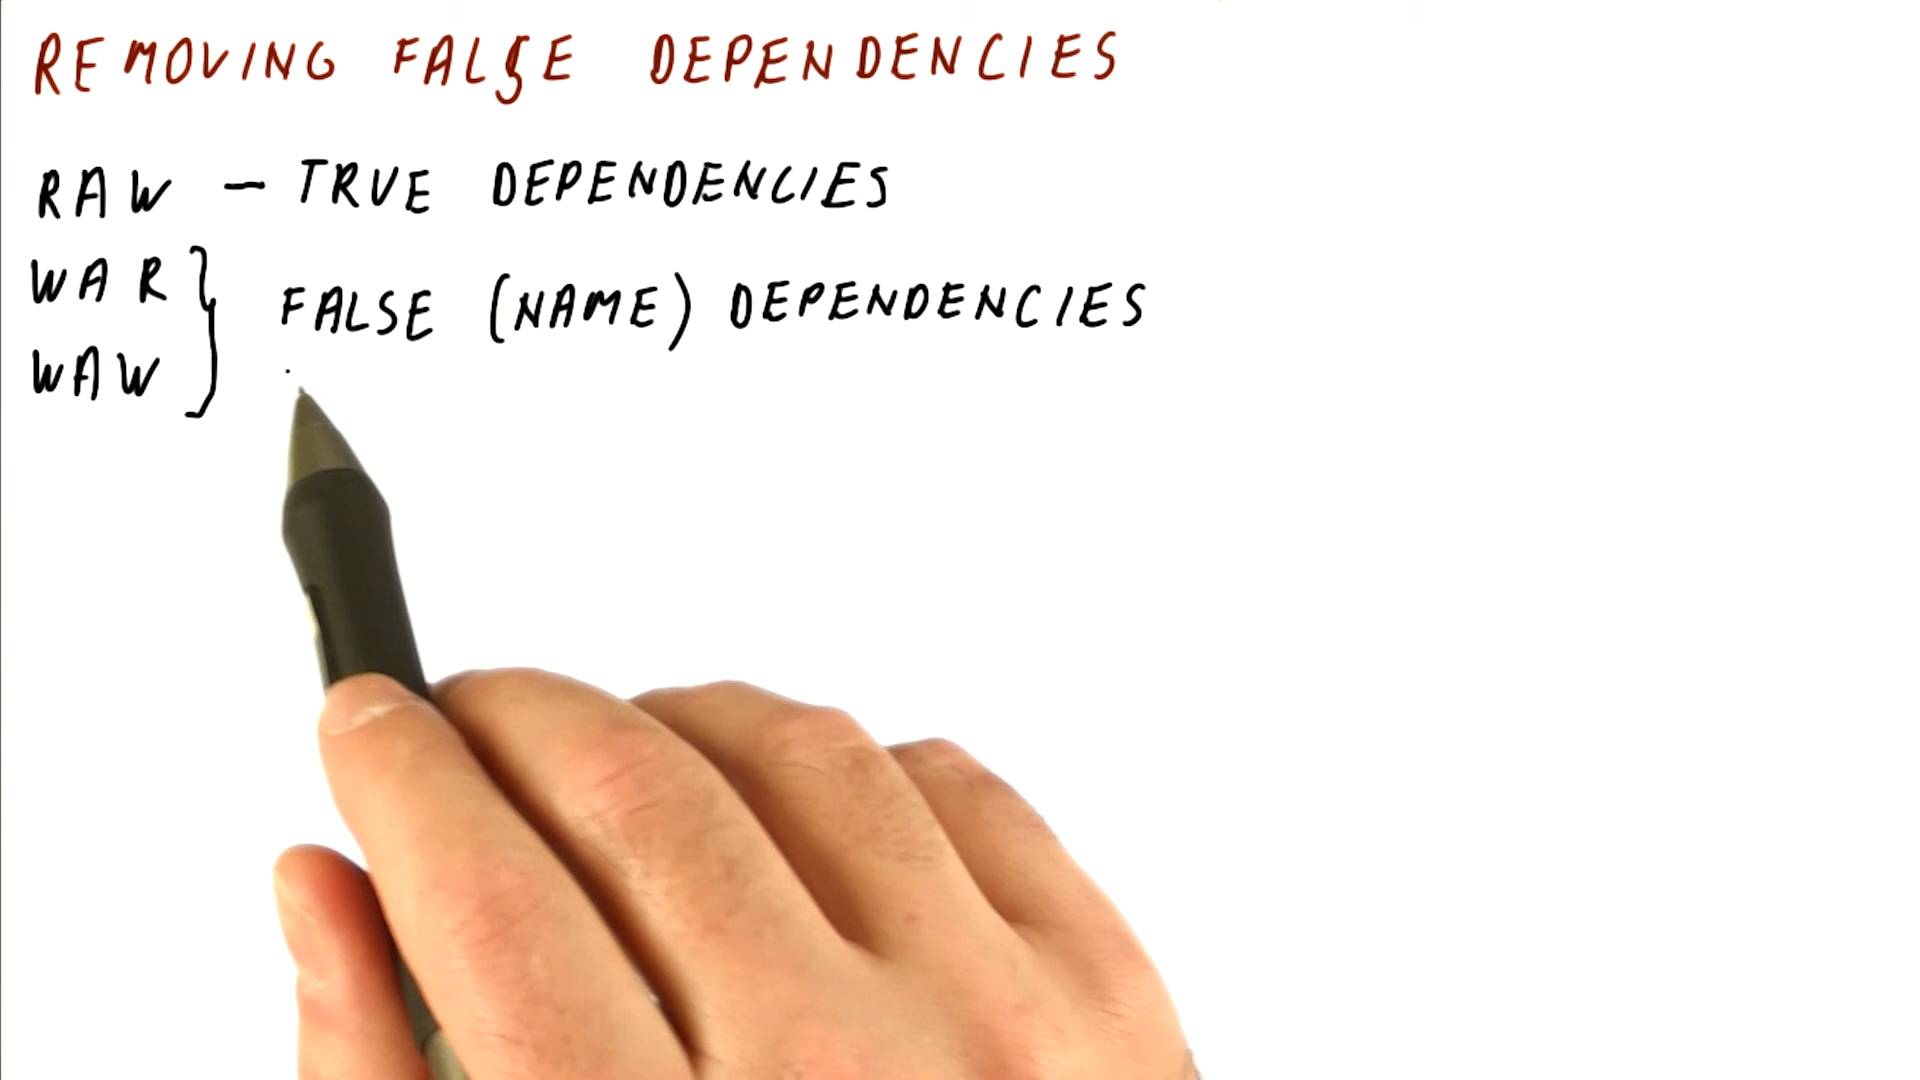 REMOVING FALSE DEPENDENCIES
RAW - TRUE DEPENDENCIES
WAR } FALSE (NAME) DEPENDENCIES
WAW